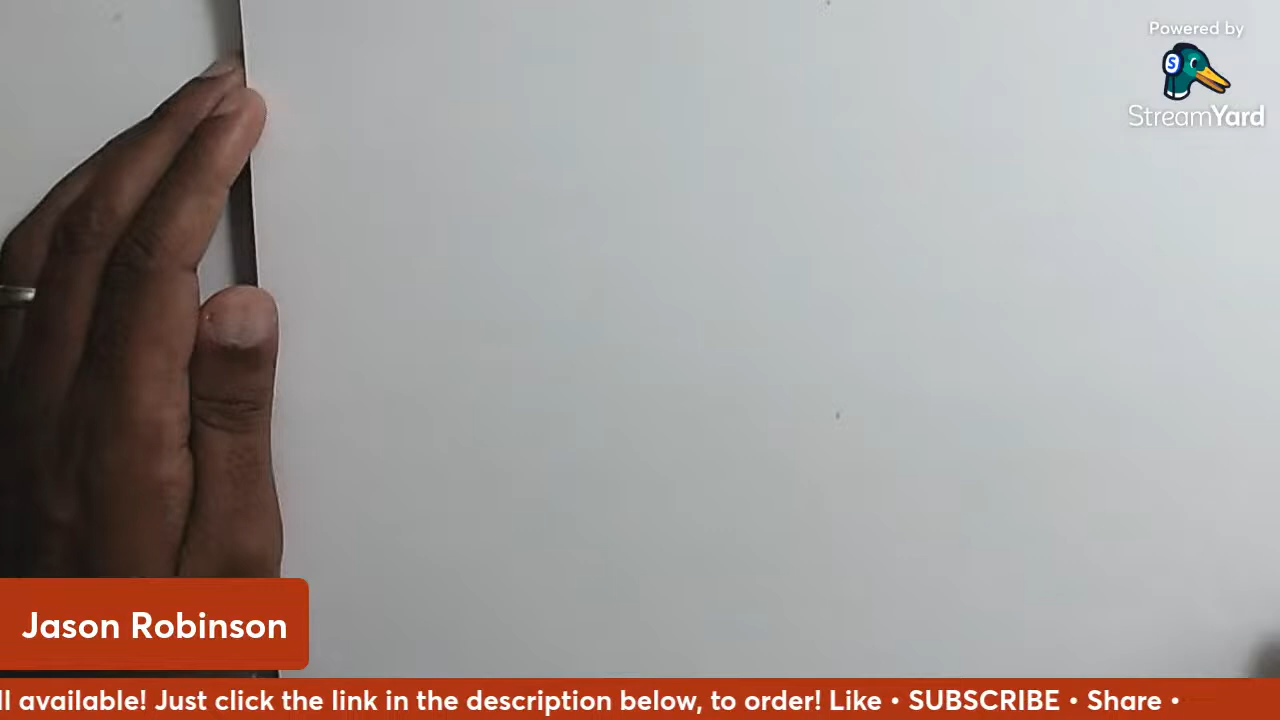 Powered by
StreamYard
Jason Robinson
ll available! Just click the link in the description below, to order! Like • SUBSCRIBE • Share •